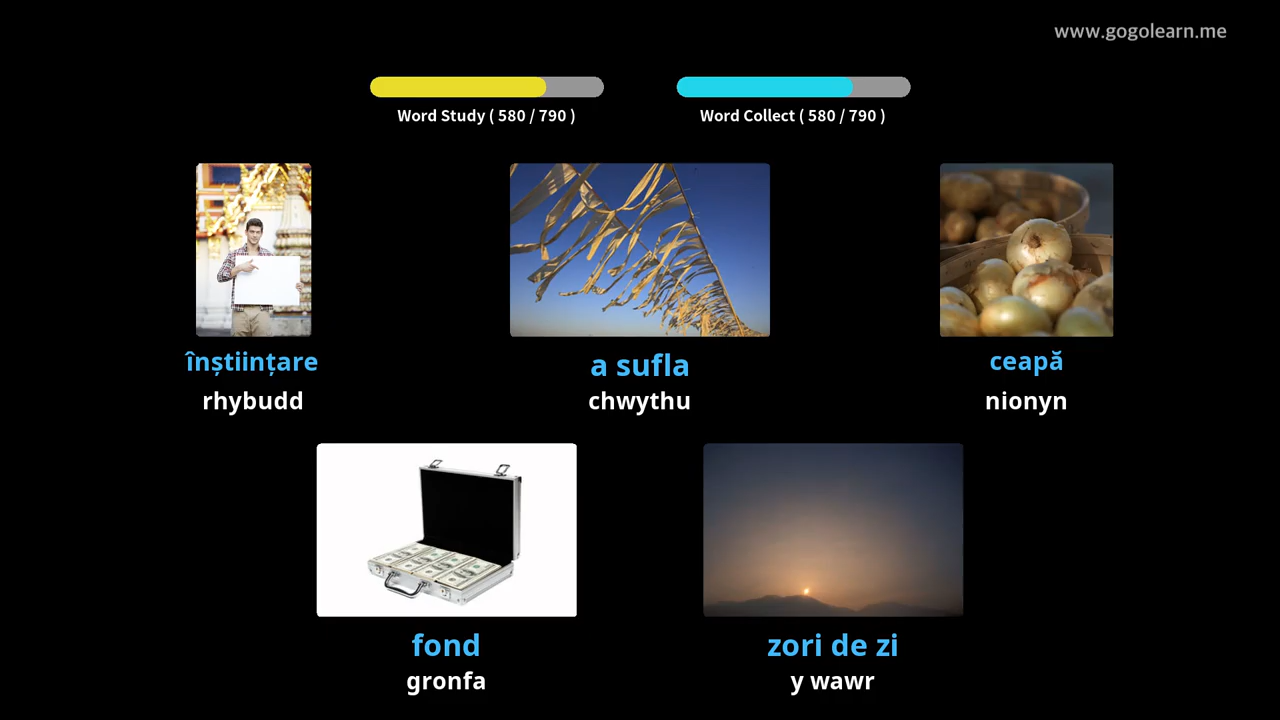 www.gogolearn.me
Word Study ( 580 / 790 )
Word Collect ( 580 / 790 )
înștiințare
rhybudd
a sufla
chwythu
ceapă
nionyn
fond
gronfa
zori de zi
y wawr